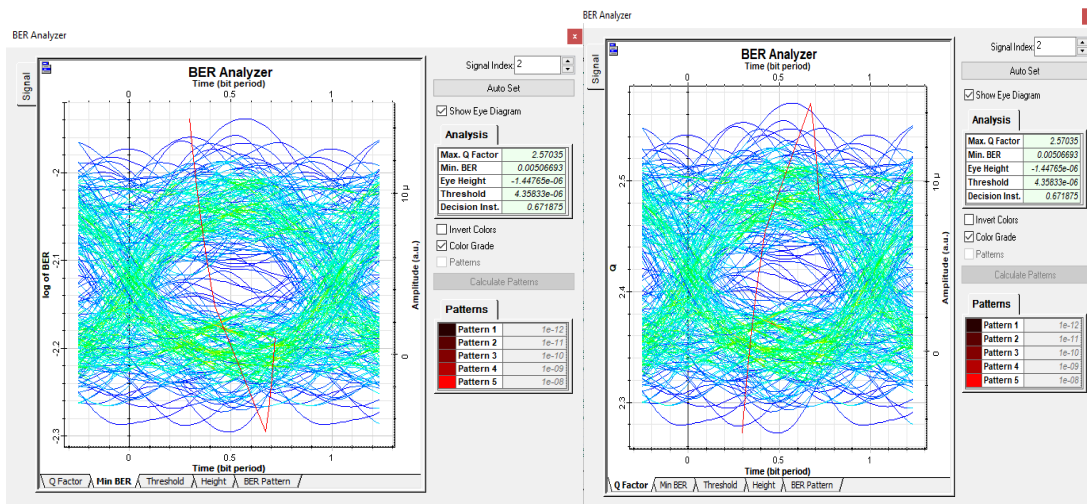 BER Analyzer
Signal
BER Analyzer
Time (bit period)
0 0.5 1
log of BER
-2
-2.1
-2.2
-2.3
Amplitude (a.u.)
10 µ
0
0 0.5 1
Time (bit period)
Q Factor Min BER Threshold Height BER Pattern
Signal Index: 2
Auto Set
Show Eye Diagram
Analysis
Max. Q Factor 2.57035
Min. BER 0.00506693
Eye Height -1.44765e-06
Threshold 4.35833e-06
Decision Inst. 0.671875
Invert Colors
Color Grade
Patterns
Calculate Patterns
Patterns
Pattern 1 1e-12
Pattern 2 1e-11
Pattern 3 1e-10
Pattern 4 1e-09
Pattern 5 1e-08
BER Analyzer
Signal
BER Analyzer
Time (bit period)
0 0.5 1
Q
2.5
2.4
2.3
Amplitude (a.u.)
10 µ
0
0 0.5 1
Time (bit period)
Q Factor Min BER Threshold Height BER Pattern
Signal Index: 2
Auto Set
Show Eye Diagram
Analysis
Max. Q Factor 2.57035
Min. BER 0.00506693
Eye Height -1.44765e-06
Threshold 4.35833e-06
Decision Inst. 0.671875
Invert Colors
Color Grade
Patterns
Calculate Patterns
Patterns
Pattern 1 1e-12
Pattern 2 1e-11
Pattern 3 1e-10
Pattern 4 1e-09
Pattern 5 1e-08